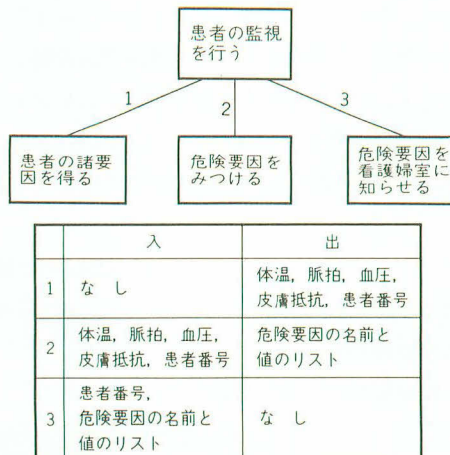 患者の監視
を行う
1
2
3
患者の諸要
因を得る
危険要因を
みつける
危険要因を
看護婦室に
知らせる
入
出
1
なし
体温, 脈拍, 血圧,
皮膚抵抗, 患者番号
2
体温, 脈拍, 血圧,
皮膚抵抗, 患者番号
危険要因の名前と
値のリスト
3
患者番号,
危険要因の名前と
値のリスト
なし